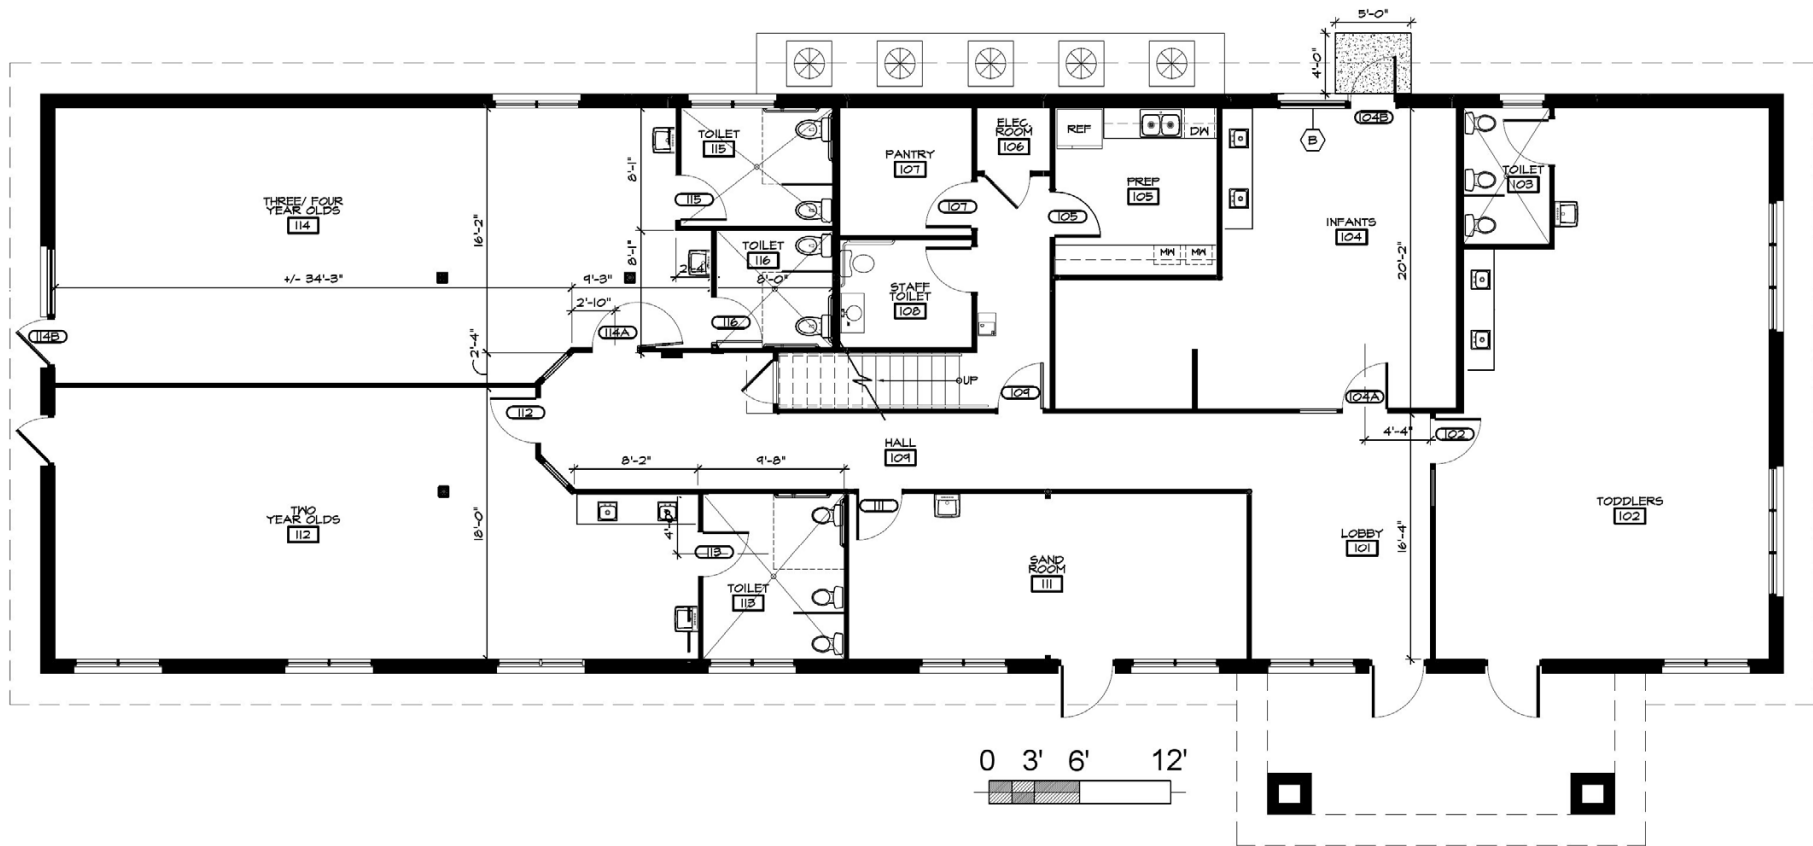 5'-0"
4'-0"
104B
B
TOILET
115
8'-1"
115
PANTRY
107
ELEC.
ROOM
106
REF
DW
PREP
105
107
105
MW
MW
INFANTS
104
20'-2"
TOILET
103
THREE/ FOUR
YEAR OLDS
114
16'-2"
8'-1"
TOILET
116
2'-4"
8'-0"
+/- 34'-3"
9'-3"
2'-10"
114A
116
STAFF
TOILET
108
114B
2'-4"
UP
109
104A
112
HALL
109
4'-4"
102
8'-2"
9'-8"
TWO
YEAR OLDS
112
18'-0"
113
111
TOILET
113
SAND
ROOM
111
LOBBY
101
16'-4"
TODDLERS
102
0 3' 6' 12'